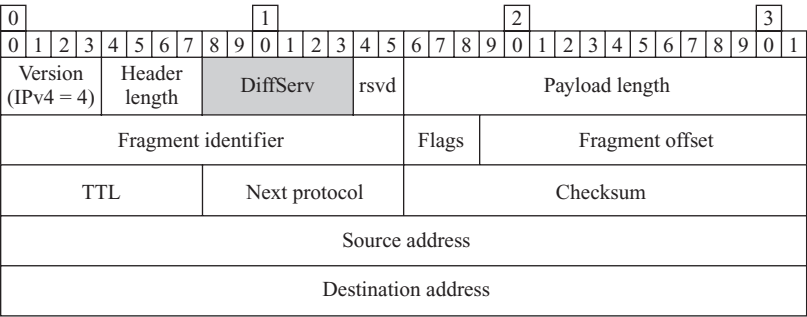 0 1 2 3
0 1 2 3 4 5 6 7 8 9 0 1 2 3 4 5 6 7 8 9 0 1 2 3 4 5 6 7 8 9 0 1
Version
(IPv4 = 4)
Header
length
DiffServ
rsvd
Payload length
Fragment identifier
Flags
Fragment offset
TTL
Next protocol
Checksum
Source address
Destination address